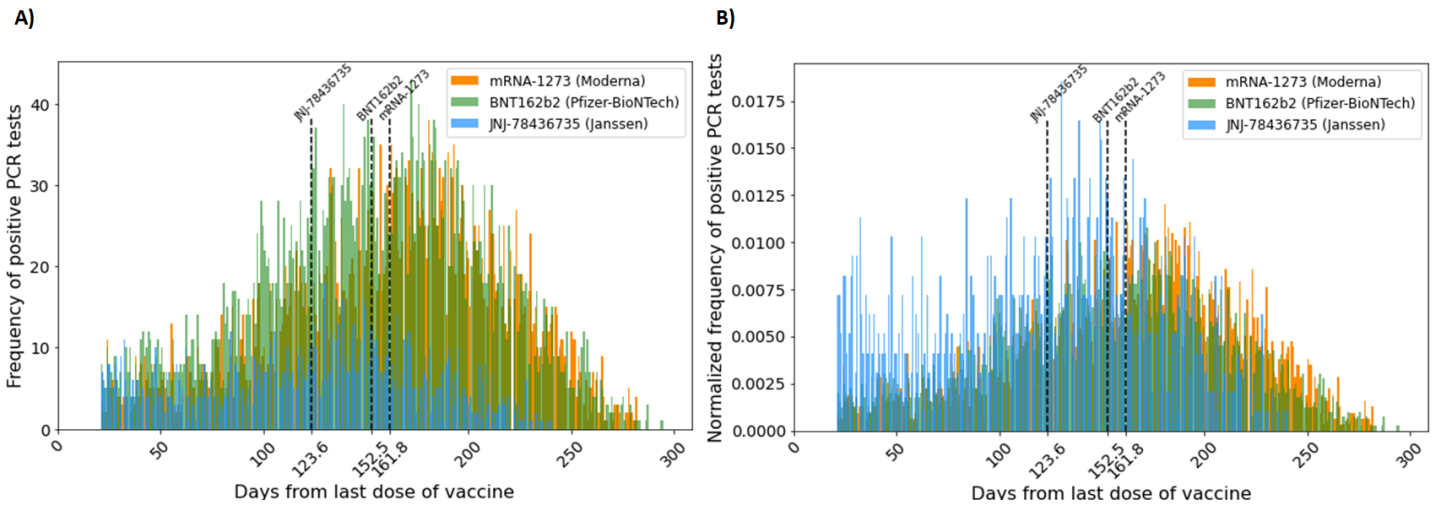 A)
Frequency of positive PCR tests
40
30
20
10
0
JNJ-78436735
BNT162b2
mRNA-1273
mRNA-1273 (Moderna)
BNT162b2 (Pfizer-BioNTech)
JNJ-78436735 (Janssen)
0
50
100
123.6
152.5
161.8
200
250
300
Days from last dose of vaccine
B)
Normalized frequency of positive PCR tests
0.0175
0.0150
0.0125
0.0100
0.0075
0.0050
0.0025
0.0000
JNJ-78436735
BNT162b2
mRNA-1273
mRNA-1273 (Moderna)
BNT162b2 (Pfizer-BioNTech)
JNJ-78436735 (Janssen)
0
50
100
123.6
152.5
161.8
200
250
300
Days from last dose of vaccine